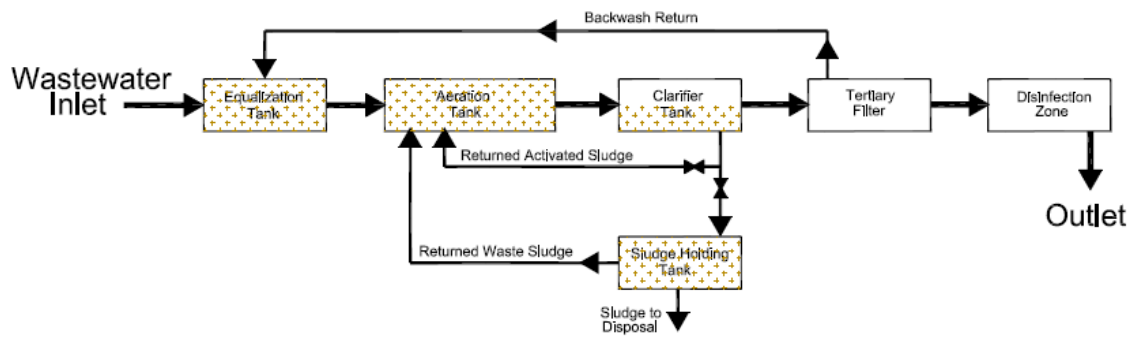 Backwash Return
Wastewater
Inlet
Equalization
Tank
Aeration
Tank
Clarifier
Tank
Tertiary
Filter
Disinfection
Zone
Returned Activated Sludge
Outlet
Returned Waste Sludge
Sludge Holding
Tank
Sludge to
Disposal